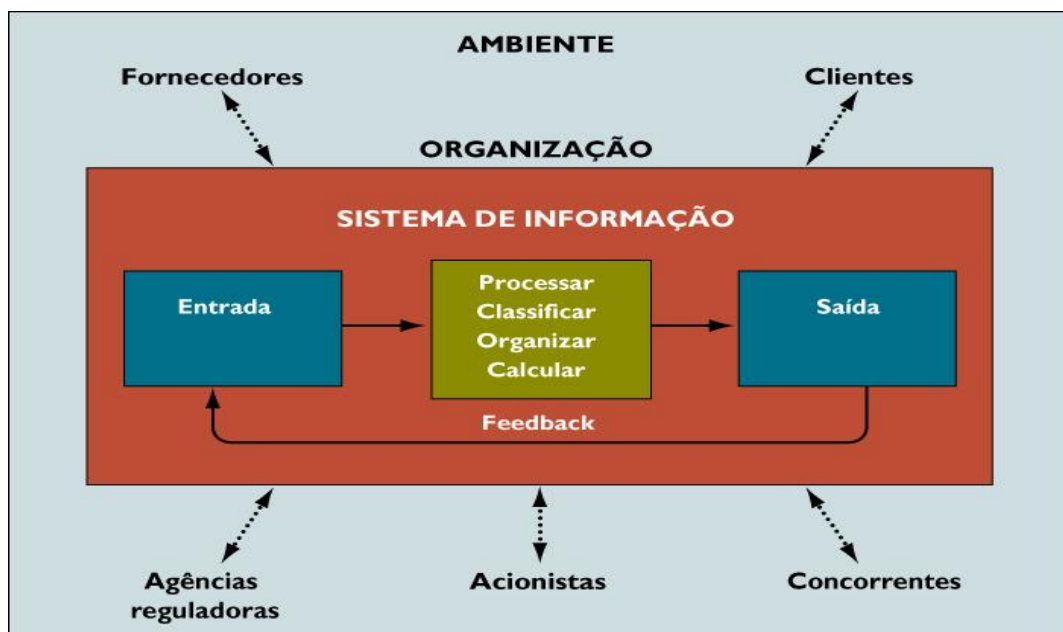 AMBIENTE
Fornecedores
Clientes
ORGANIZAÇÃO
SISTEMA DE INFORMAÇÃO
Entrada
Processar
Classificar
Organizar
Calcular
Saída
Feedback
Agências
reguladoras
Acionistas
Concorrentes